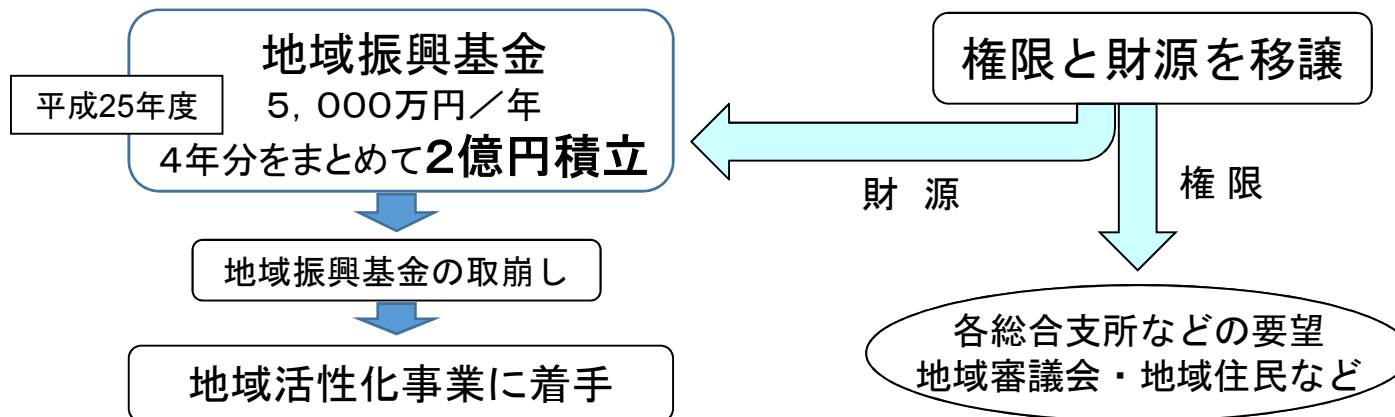 地域振興基金
平成25年度
5，000万円／年
4年分をまとめて2億円積立
地域振興基金の取崩し
地域活性化事業に着手
権限と財源を移譲
財 源
権 限
各総合支所などの要望
地域審議会・地域住民など